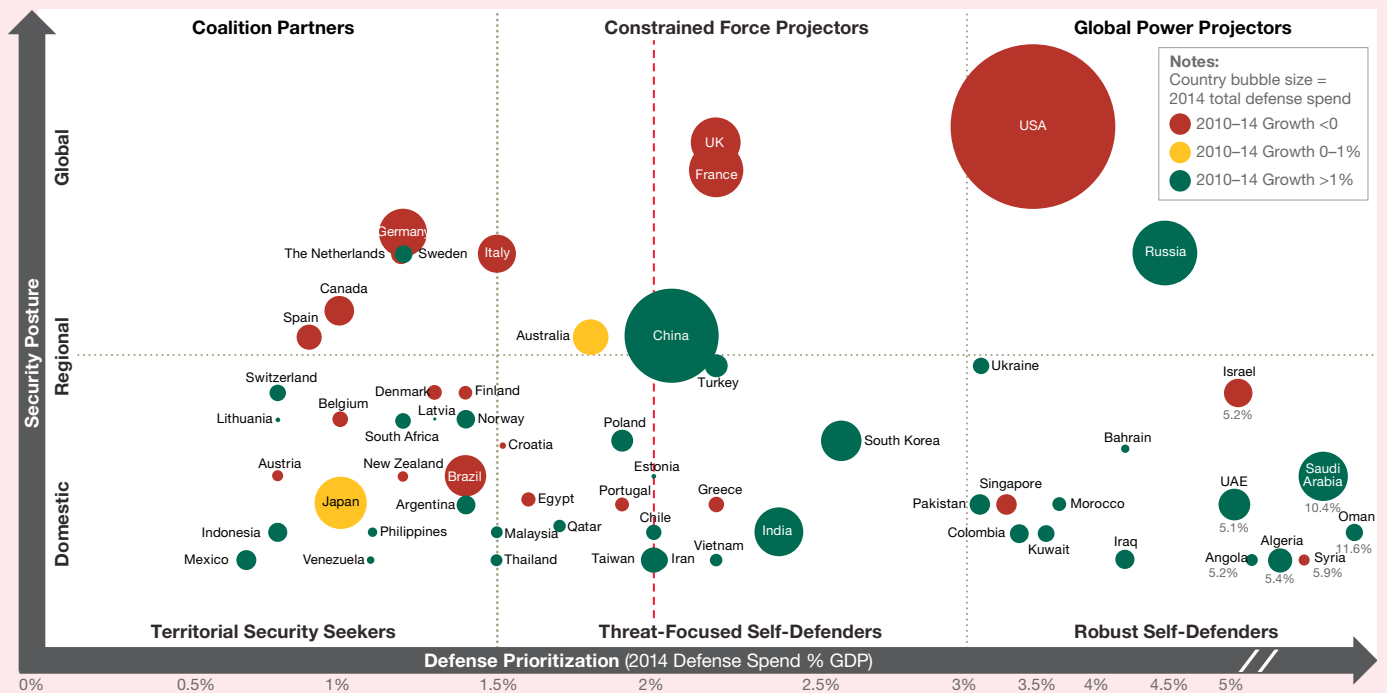 Coalition Partners
Constrained Force Projectors
Global Power Projectors
Notes:
Country bubble size =
2014 total defense spend
2010–14 Growth <0
2010–14 Growth 0–1%
2010–14 Growth >1%
Security Posture
Global
Regional
Domestic
USA
UK
France
Germany
The Netherlands
Sweden
Italy
Russia
Canada
Spain
Australia
China
Turkey
Ukraine
Israel
5.2%
Switzerland
Denmark
Finland
Lithuania
Belgium
Latvia
Norway
South Africa
Croatia
Poland
South Korea
Bahrain
Austria
New Zealand
Brazil
Estonia
Saudi
Arabia
10.4%
Japan
Argentina
Egypt
Portugal
Greece
Pakistan
Singapore
Morocco
UAE
5.1%
Indonesia
Philippines
Malaysia
Qatar
Chile
India
Colombia
Kuwait
Oman
11.6%
Mexico
Venezuela
Thailand
Taiwan
Iran
Vietnam
Iraq
Angola
5.2%
Algeria
5.4%
Syria
5.9%
Territorial Security Seekers
Threat-Focused Self-Defenders
Robust Self-Defenders
Defense Prioritization (2014 Defense Spend % GDP)
0%
0.5%
1%
1.5%
2%
2.5%
3%
3.5%
4%
4.5%
5%